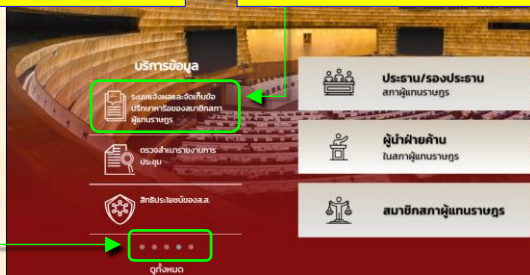 บริการข้อมูล
ระบบแจ้งผลและจัดเก็บข้อ
ปรึกษาหารือของสมาชิกสภา
ผู้แทนราษฎร
ตรวจสำเนารายงานการ
ประชุม
สิทธิประโยชน์ของส.ส.
ดูทั้งหมด
ประธาน/รองประธาน
สภาผู้แทนราษฎร
ผู้นำฝ่ายค้าน
ในสภาผู้แทนราษฎร
สมาชิกสภาผู้แทนราษฎร